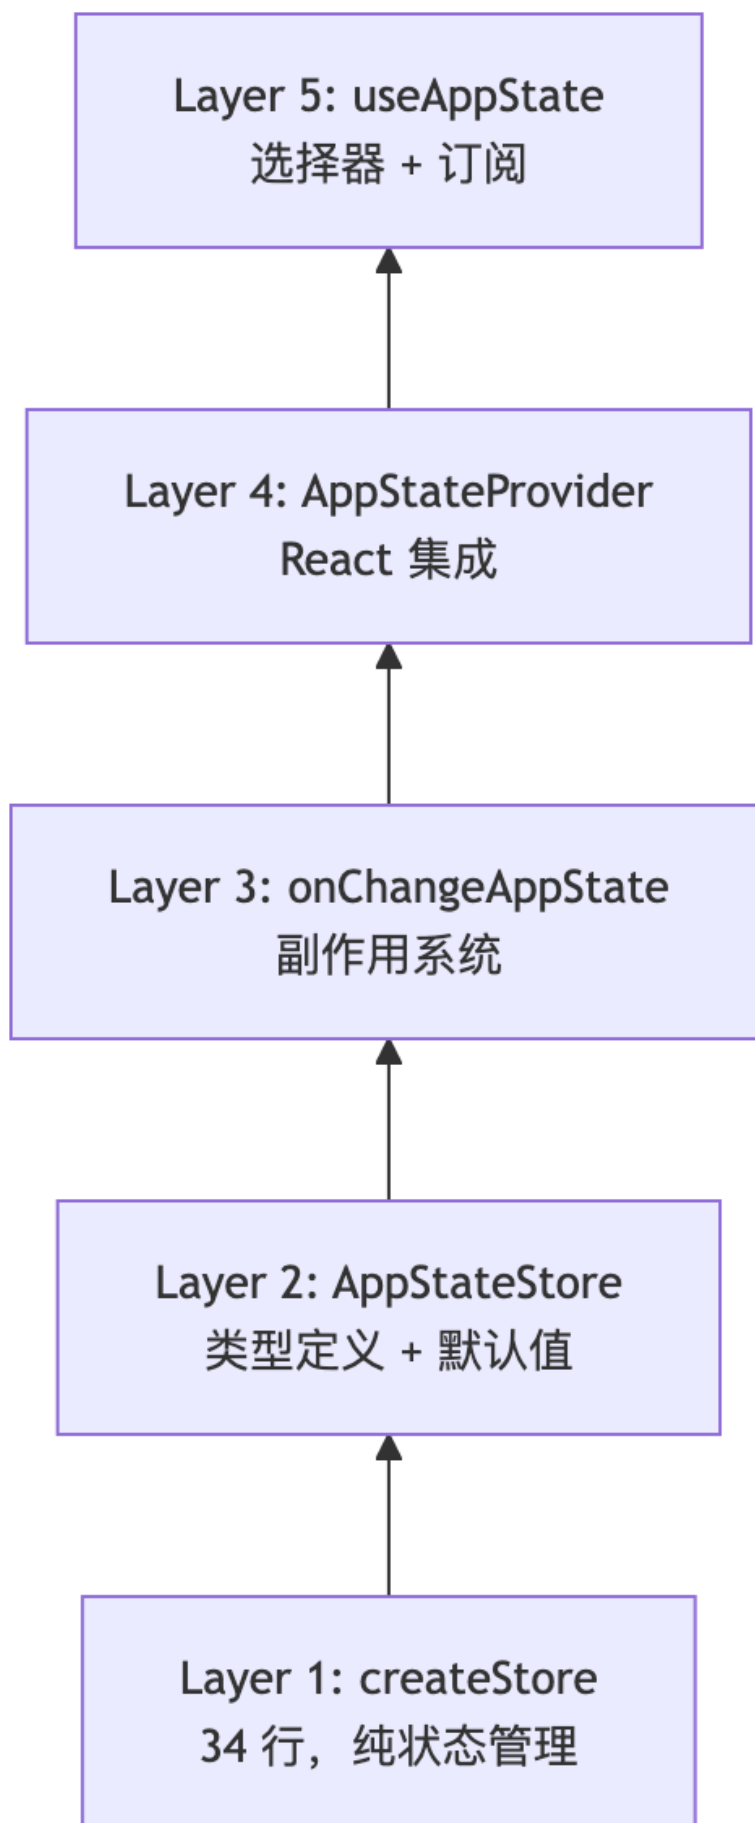 Layer 5: useAppState
选择器 + 订阅
Layer 4: AppStateProvider
React 集成
Layer 3: onChangeAppState
副作用系统
Layer 2: AppStateStore
类型定义 + 默认值
Layer 1: createStore
34 行，纯状态管理